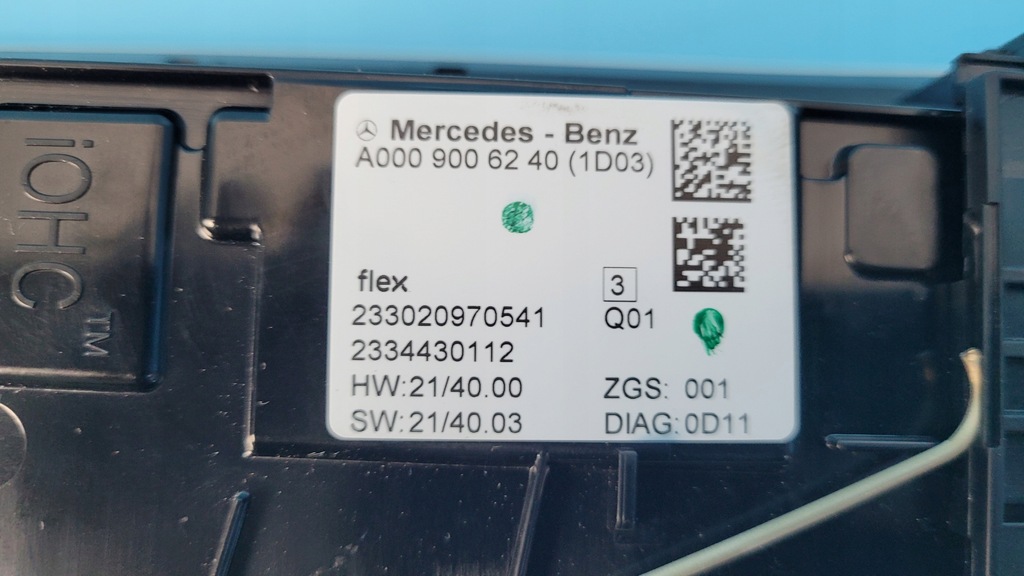 Mercedes - Benz
A000 900 62 40 (1D03)
flex
3
233020970541
Q01
2334430112
HW:21/40.00
ZGS: 001
SW:21/40.03
DIAG:0D11
iOHC™